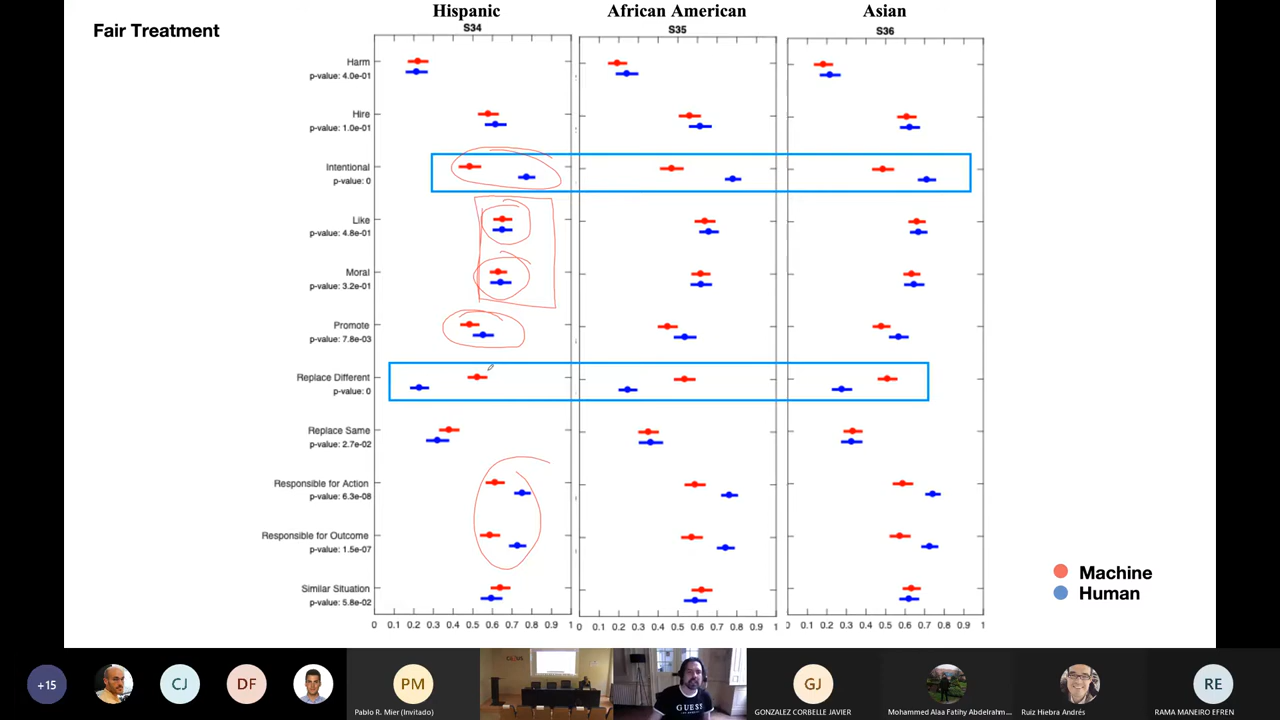 Fair Treatment
Hispanic African American Asian
S34 S35 S36
Harm
p-value: 4.0e-01
Hire
p-value: 1.0e-01
Intentional
p-value: 0
Like
p-value: 4.8e-01
Moral
p-value: 3.2e-01
Promote
p-value: 7.8e-03
Replace Different
p-value: 0
Replace Same
p-value: 2.7e-02
Responsible for Action
p-value: 6.3e-08
Responsible for Outcome
p-value: 1.5e-07
Similar Situation
p-value: 5.8e-02
0 0.1 0.2 0.3 0.4 0.5 0.6 0.7 0.8 0.9 1
0 0.1 0.2 0.3 0.4 0.5 0.6 0.7 0.8 0.9 1
0 0.1 0.2 0.3 0.4 0.5 0.6 0.7 0.8 0.9 1
Machine
Human
+15 CJ DF PM GUESS GJ RE
Pablo R. Mier (Invitado) GONZALEZ CORBELLE JAVIER Mohammed Alaa Fatihy Abdelrahm... Ruiz Hiebra Andrés RAMA MANEIRO EFREN